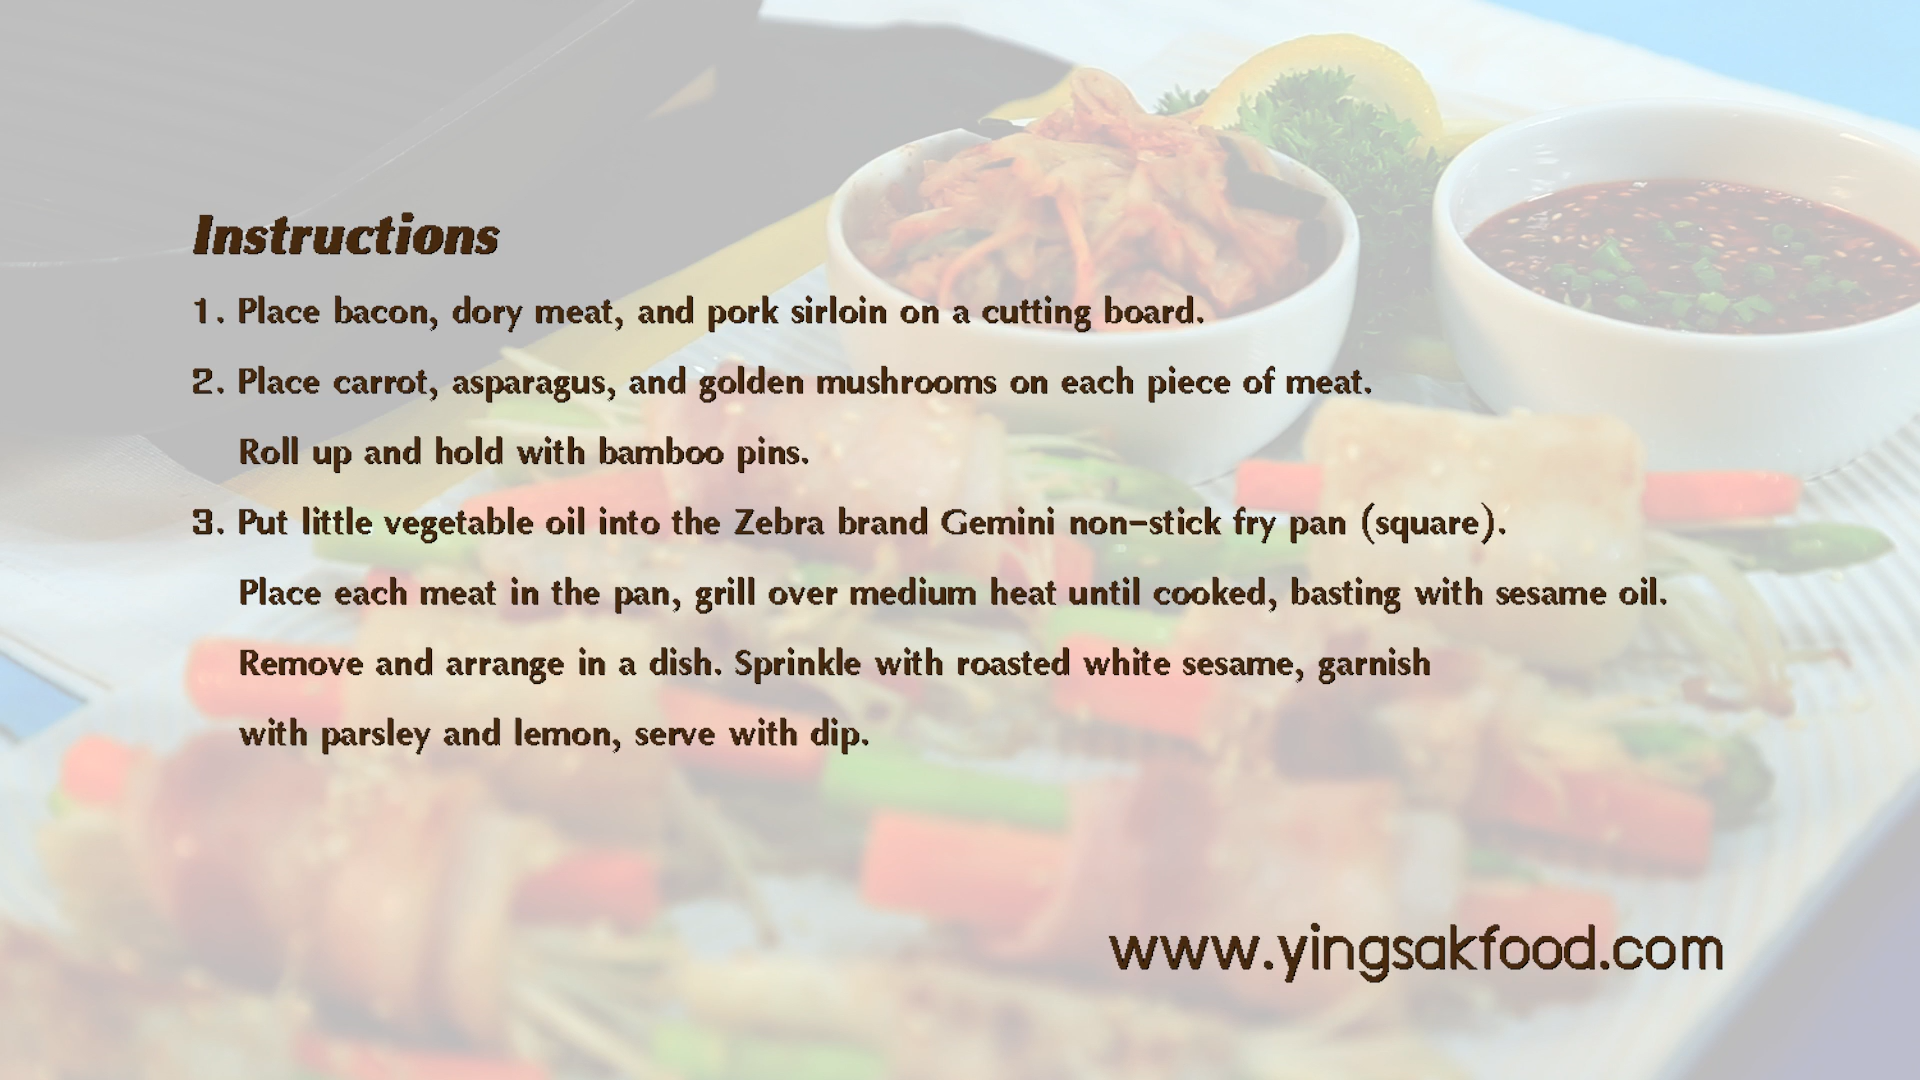 Instructions
1. Place bacon, dory meat, and pork sirloin on a cutting board.
2. Place carrot, asparagus, and golden mushrooms on each piece of meat.
Roll up and hold with bamboo pins.
3. Put little vegetable oil into the Zebra brand Gemini non-stick fry pan (square).
Place each meat in the pan, grill over medium heat until cooked, basting with sesame oil.
Remove and arrange in a dish. Sprinkle with roasted white sesame, garnish
with parsley and lemon, serve with dip.
www.yingsakfood.com